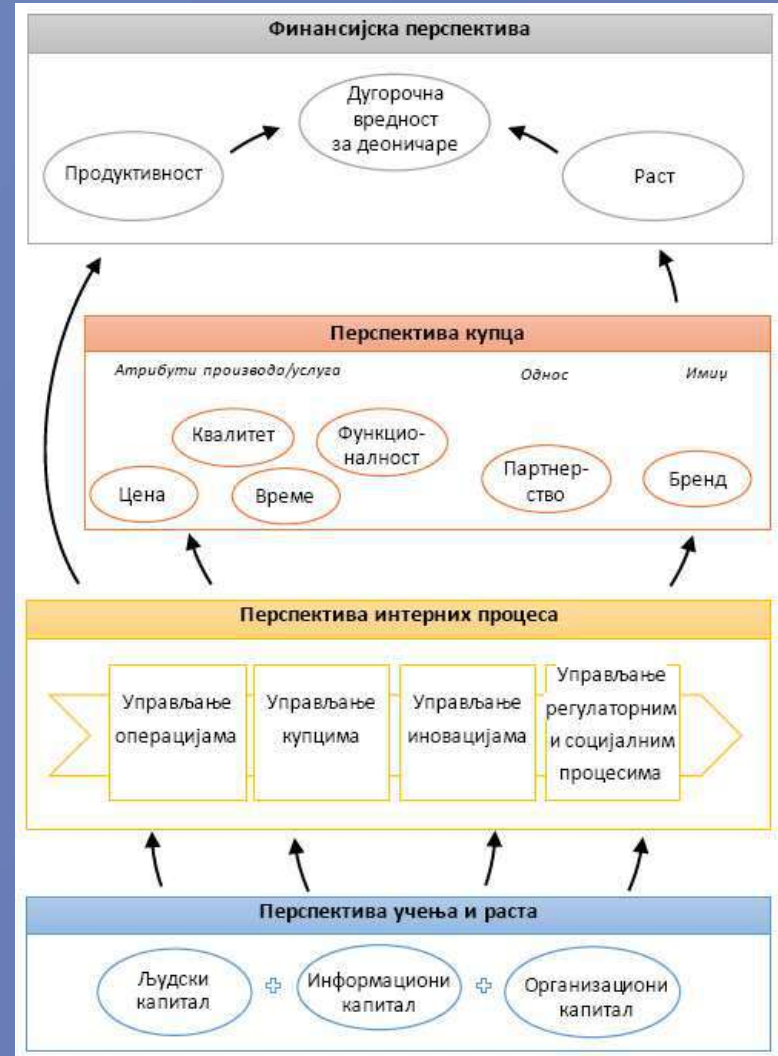 Финансијска перспектива
Дугорочна
вредност
за деоничаре
Продуктивност
Раст
Перспектива купца
Атрибути производа/услуга
Однос
Имиџ
Квалитет
Функцио-
налност
Цена
Време
Партнер-
ство
Бренд
Перспектива интерних процеса
Управљање
операцијама
Управљање
купцима
Управљање
иновацијама
Управљање
регулаторним
и социјалним
процесима
Перспектива учења и раста
Људски
капитал
Информациони
капитал
Организациони
капитал